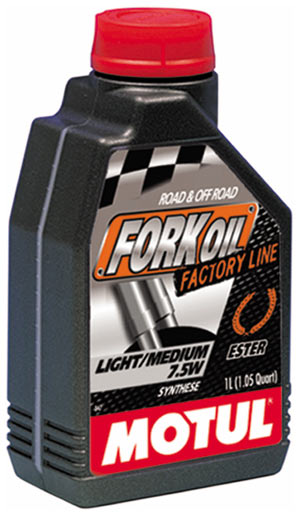 ROAD & OFF ROAD
FORK OIL
FACTORY LINE
LIGHT/MEDIUM
7.5W
SYNTHESE
ESTER
1L (1.05 Quart)
MOTUL®